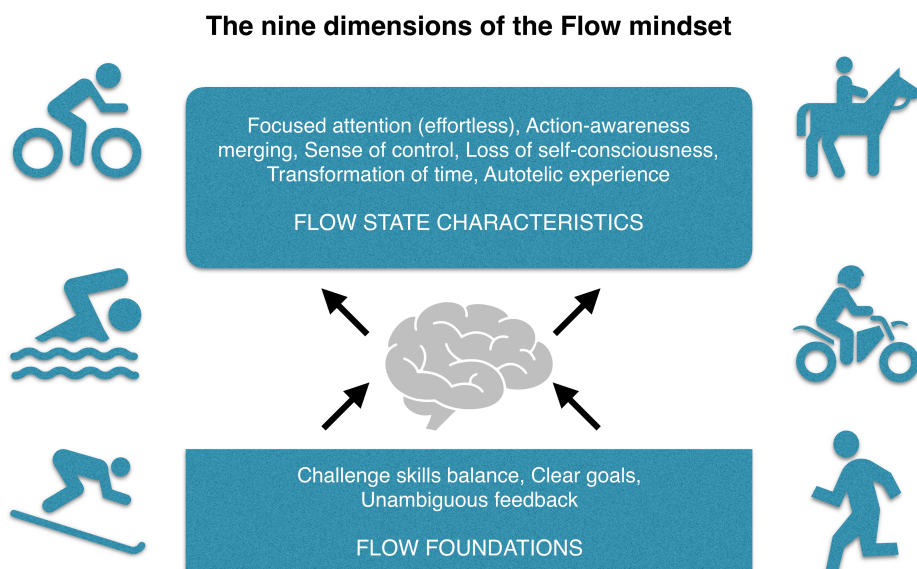 The nine dimensions of the Flow mindset
Focused attention (effortless), Action-awareness
merging, Sense of control, Loss of self-consciousness,
Transformation of time, Autotelic experience
FLOW STATE CHARACTERISTICS
Challenge skills balance, Clear goals,
Unambiguous feedback
FLOW FOUNDATIONS